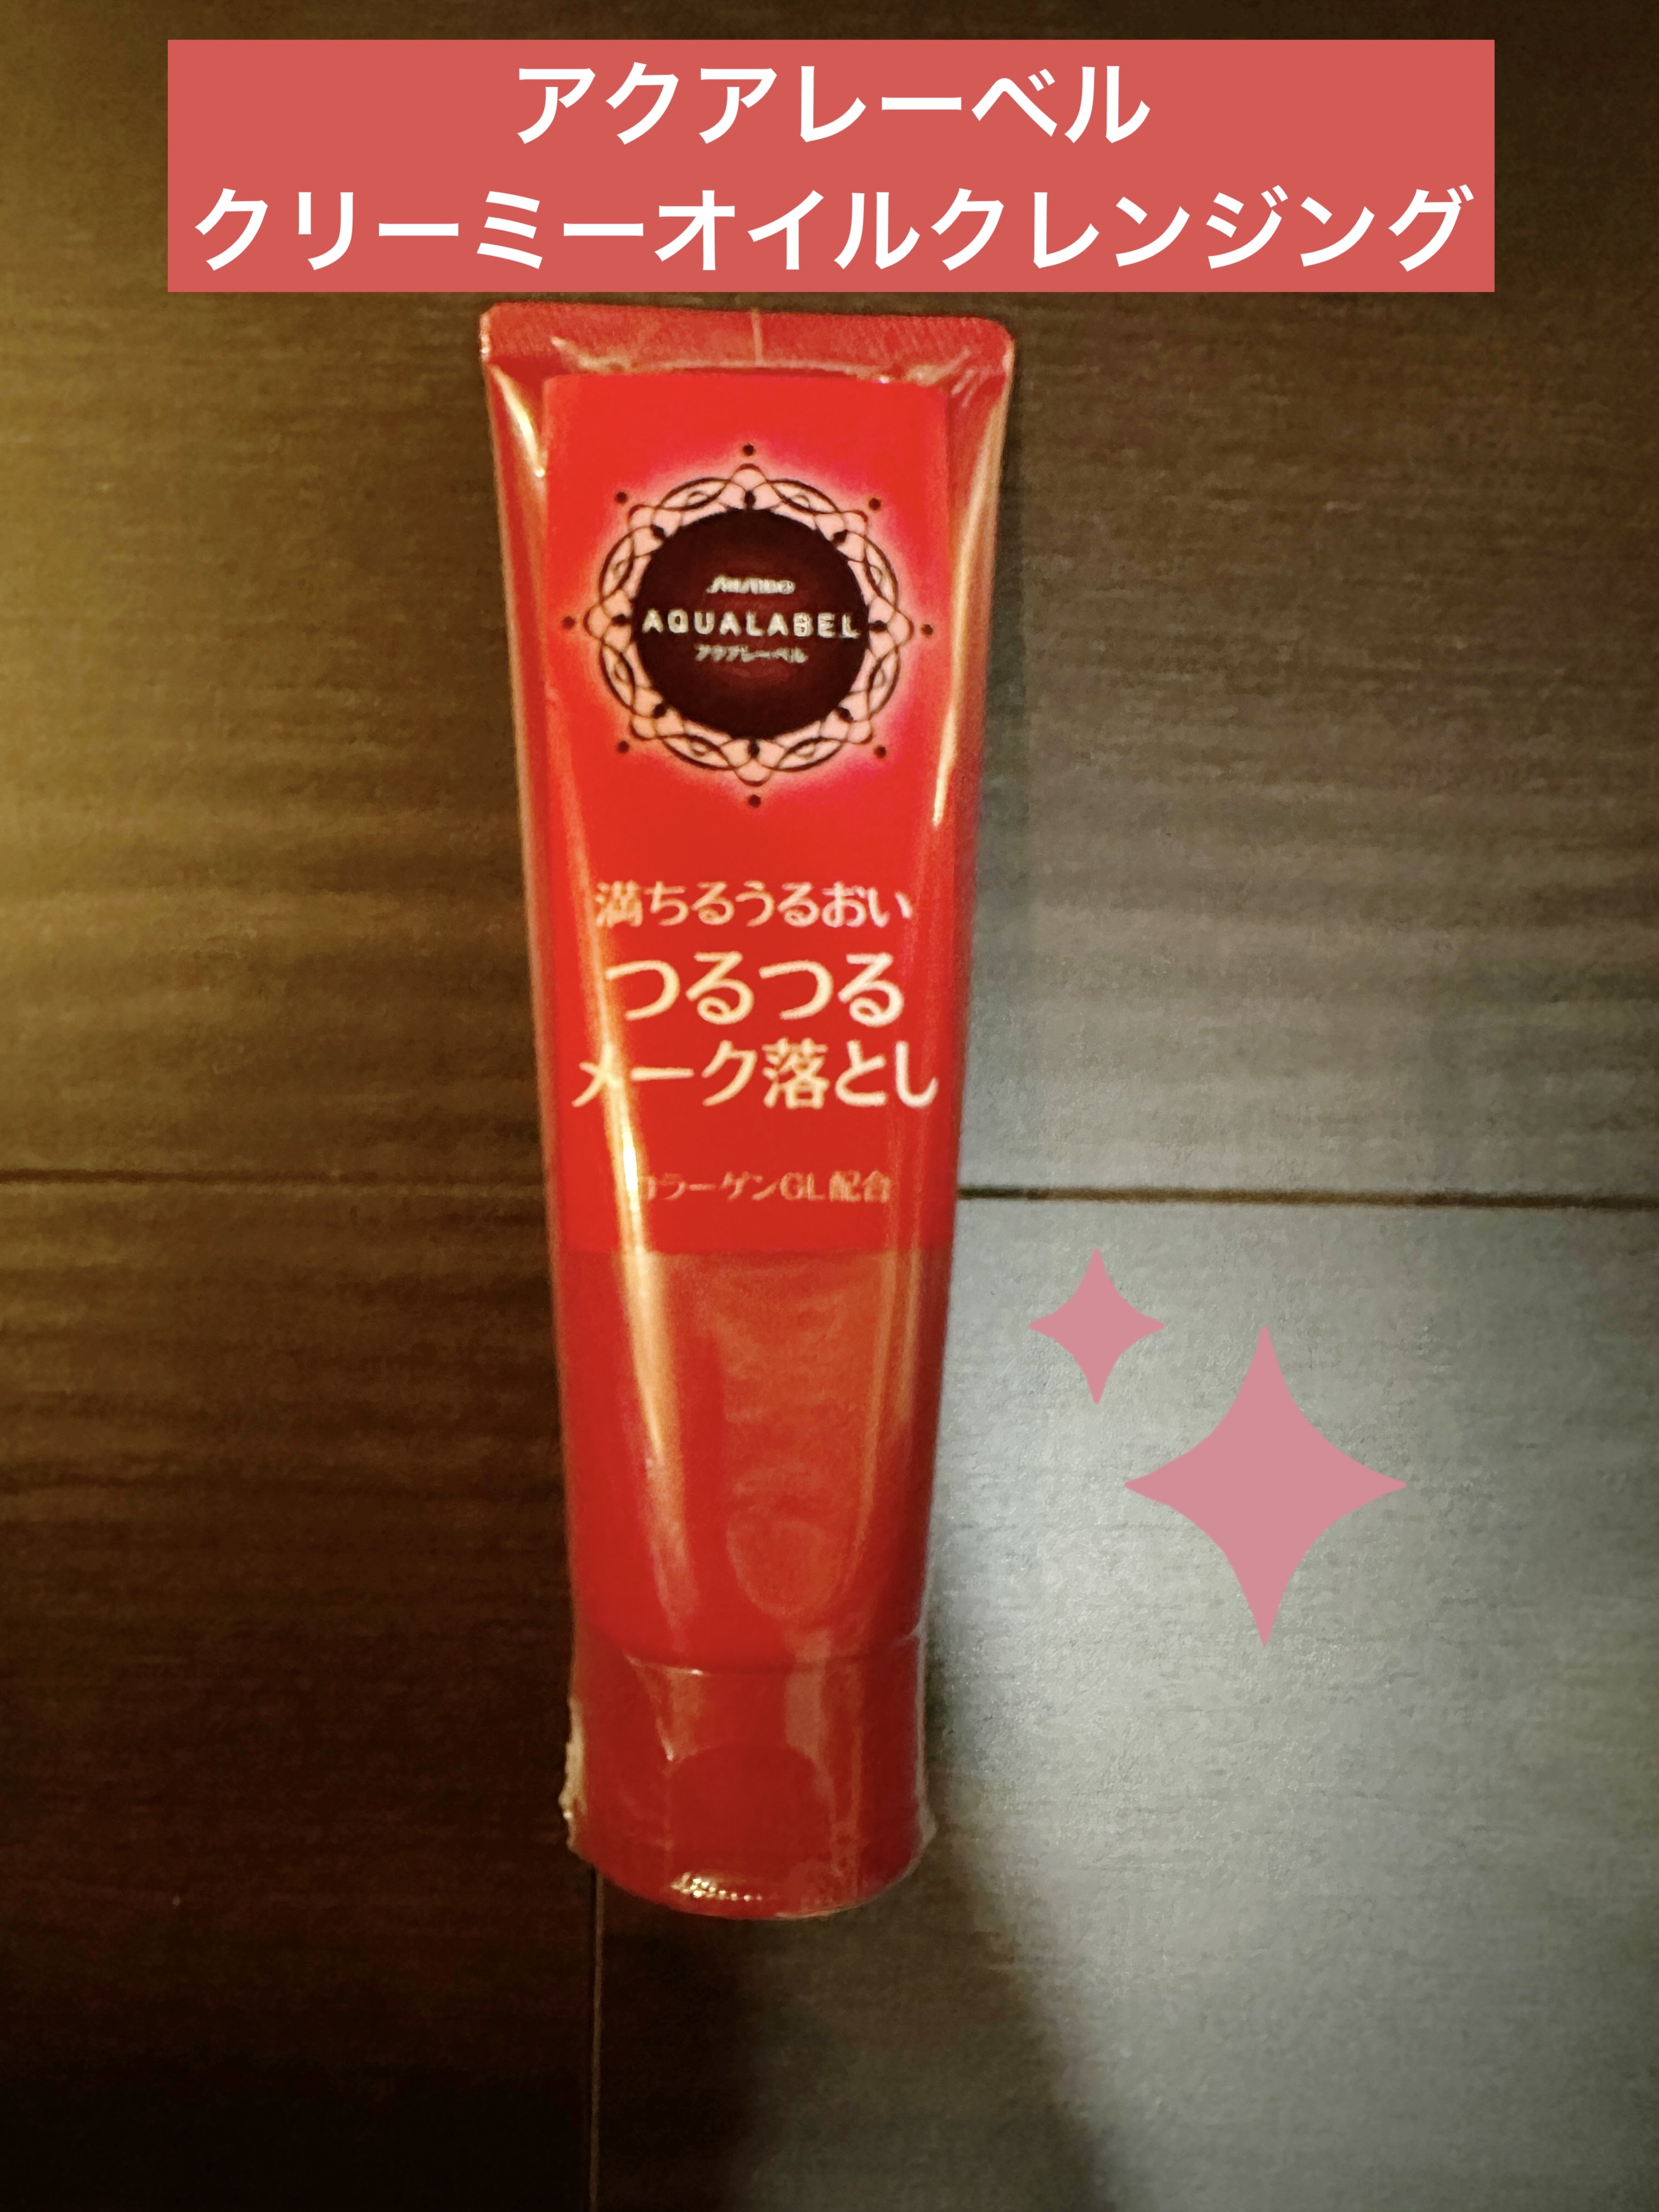 アクアレーベル
クリーミーオイルクレンジング
SHISEIDO
AQUALABEL
アクアレーベル
満ちるうるおい
つるつる
メーク落とし
コラーゲンGL配合